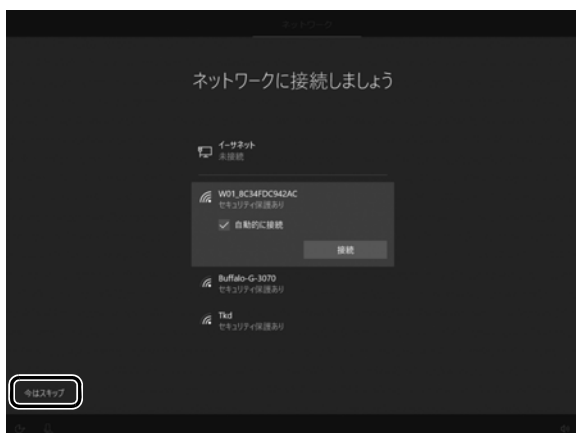 ネットワーク
ネットワークに接続しましょう
イーサネット
未接続
W01_8C34FDC942AC
セキュリティ保護あり
自動的に接続
接続
Buffalo-G-3070
セキュリティ保護あり
Tkd
セキュリティ保護あり
今はスキップ